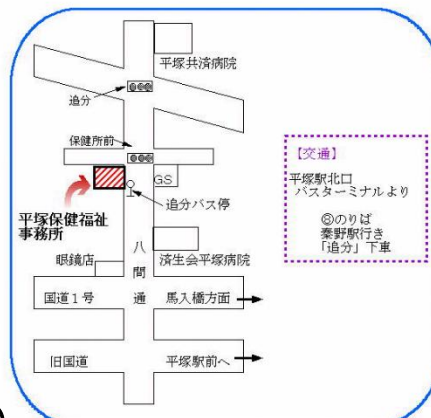 平塚共済病院
追分
保健所前
GS
追分バス停
平塚保健福祉
事務所
八間通
眼鏡店
済生会平塚病院
国道1号
馬入橋方面
旧国道
平塚駅前へ
【交通】
平塚駅北口
バスターミナルより
⑧のりば
秦野駅行き
「追分」下車